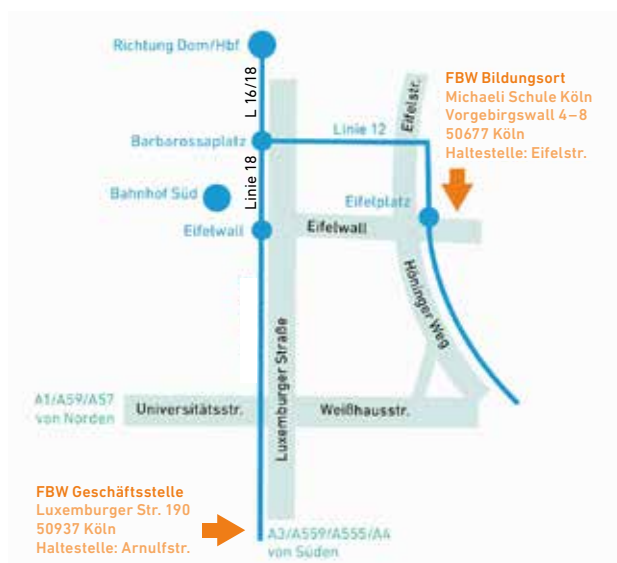 Richtung Dom/Hbf
L 16/18
Eifelstr.
FBW Bildungsort
Michaeli Schule Köln
Vorgebirgswall 4–8
50677 Köln
Haltestelle: Eifelstr.
Barbarossaplatz
Linie 12
Linie 18
Bahnhof Süd
Eifelplatz
Eifelwall
Eifelwall
Höninger Weg
Luxemburger Straße
A1/A59/A57
von Norden
Universitätsstr.
Weißhausstr.
FBW Geschäftsstelle
Luxemburger Str. 190
50937 Köln
Haltestelle: Arnulfstr.
A3/A559/A555/A4
von Süden